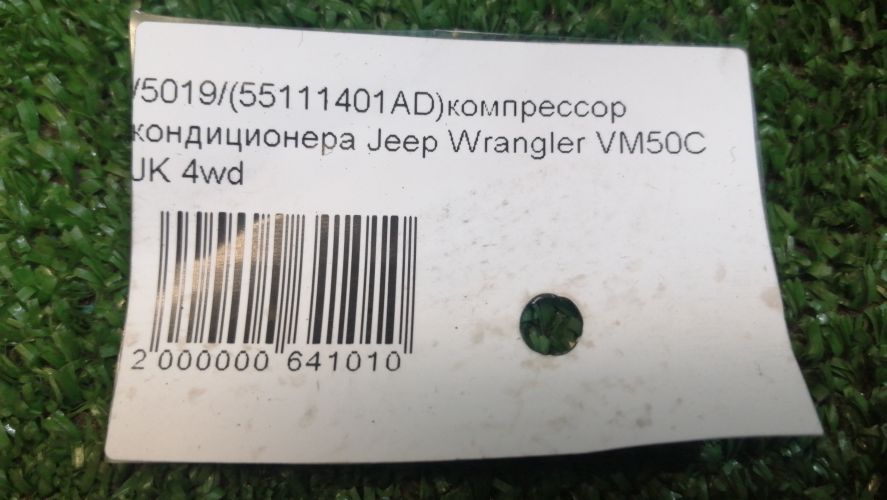 /5019/(55111401AD)компрессор
кондиционера Jeep Wrangler VM50C
JK 4wd
2 000000 641010